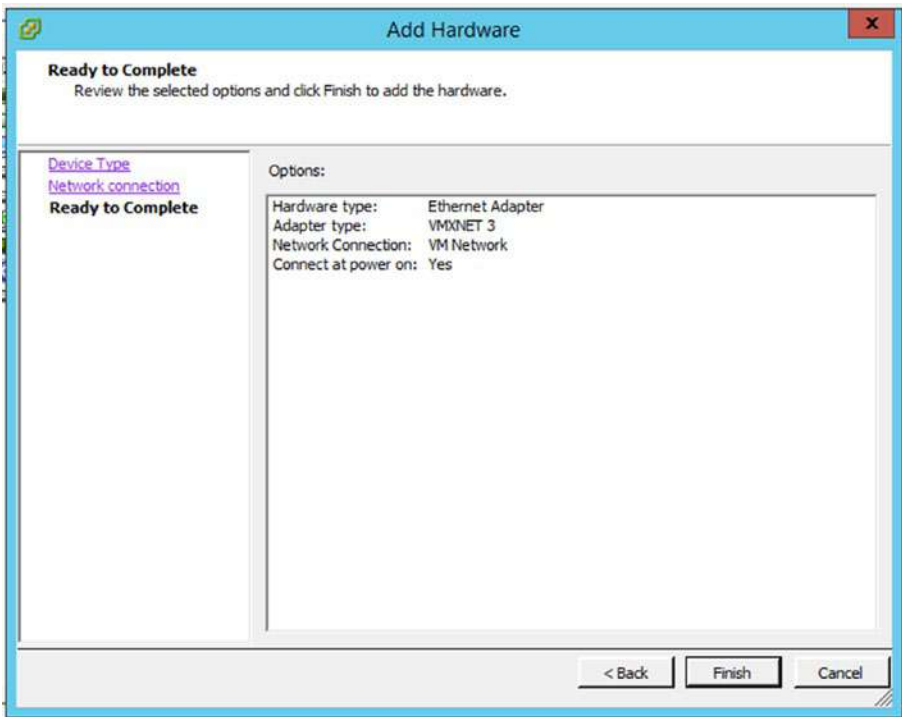 Add Hardware
x
Ready to Complete
Review the selected options and click Finish to add the hardware.
Device Type
Network connection
Ready to Complete
Options:
Hardware type: Ethernet Adapter
Adapter type: VMXNET 3
Network Connection: VM Network
Connect at power on: Yes
< Back Finish Cancel